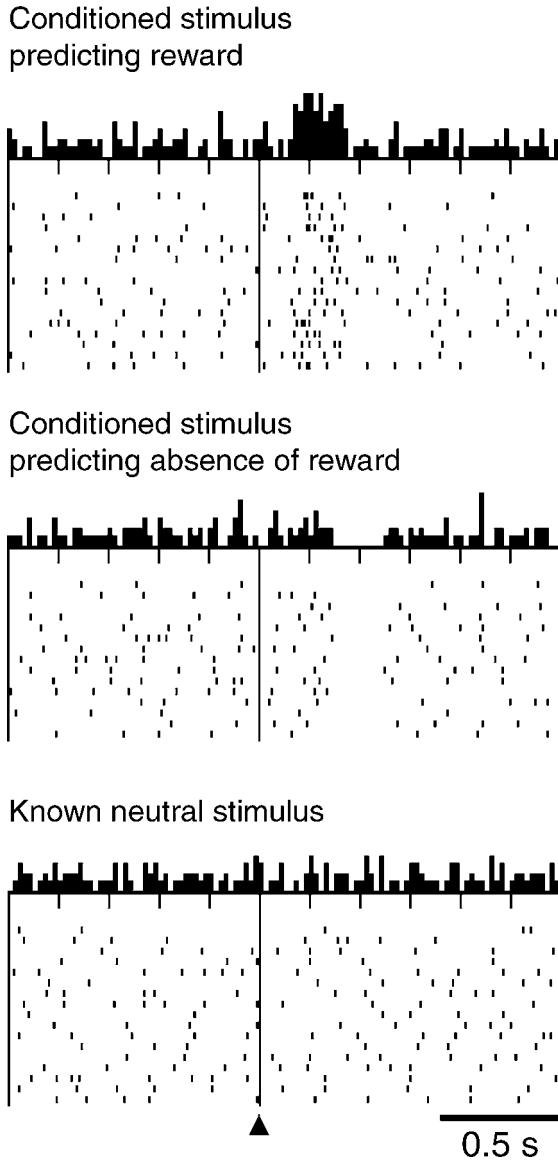 Conditioned stimulus
predicting reward
Conditioned stimulus
predicting absence of reward
Known neutral stimulus
0.5 s